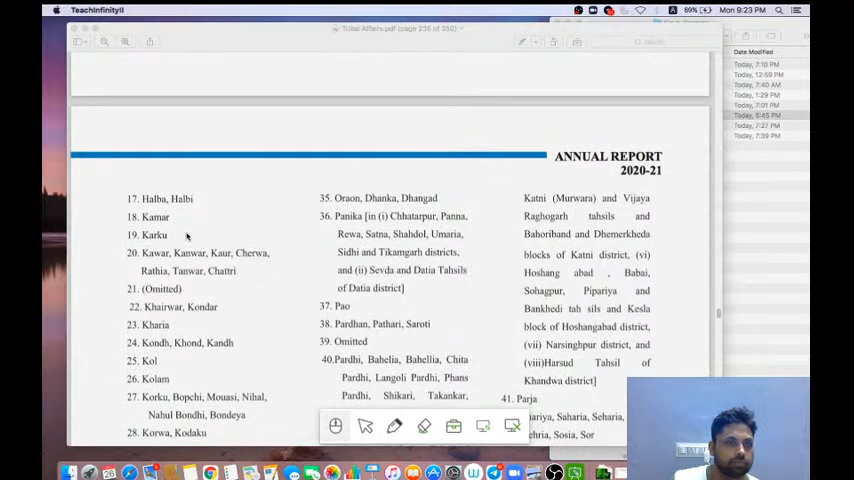 TeachInfinityII
69%
Mon 9:23 PM
Tribal Affairs.pdf (page 235 of 350)
Date Modified
Today, 7:10 PM
Today, 12:59 PM
Today, 7:40 AM
Today, 1:29 PM
Today, 7:01 PM
Today, 5:45 PM
Today, 7:27 PM
Today, 7:39 PM
ANNUAL REPORT
2020-21
17. Halba, Halbi
18. Kamar
19. Karku
20. Kawar, Kanwar, Kaur, Cherwa,
Rathia, Tanwar, Chattri
21. (Omitted)
22. Khairwar, Kondar
23. Kharia
24. Kondh, Khond, Kandh
25. Kol
26. Kolam
27. Korku, Bopchi, Mouasi, Nihal,
Nahul Bondhi, Bondeya
28. Korwa, Kodaku
35. Oraon, Dhanka, Dhangad
36. Panika [in (i) Chhatarpur, Panna,
Rewa, Satna, Shahdol, Umaria,
Sidhi and Tikamgarh districts,
and (ii) Sevda and Datia Tahsils
of Datia district]
37. Pao
38. Pardhan, Pathari, Saroti
39. Omitted
40.Pardhi, Bahelia, Bahellia, Chita
Pardhi, Langoli Pardhi, Phans
Pardhi, Shikari, Takankar,
Katni (Murwara) and Vijaya
Raghogarh tahsils and
Bahoriband and Dhemerkheda
blocks of Katni district, (vi)
Hoshang abad , Babai,
Sohagpur, Pipariya and
Bankhedi tah sils and Kesla
block of Hoshangabad district,
(vii) Narsinghpur district, and
(viii)Harsud Tahsil of
Khandwa district]
41. Parja
ariya, Saharia, Seharia,
ehria, Sosia, Sor